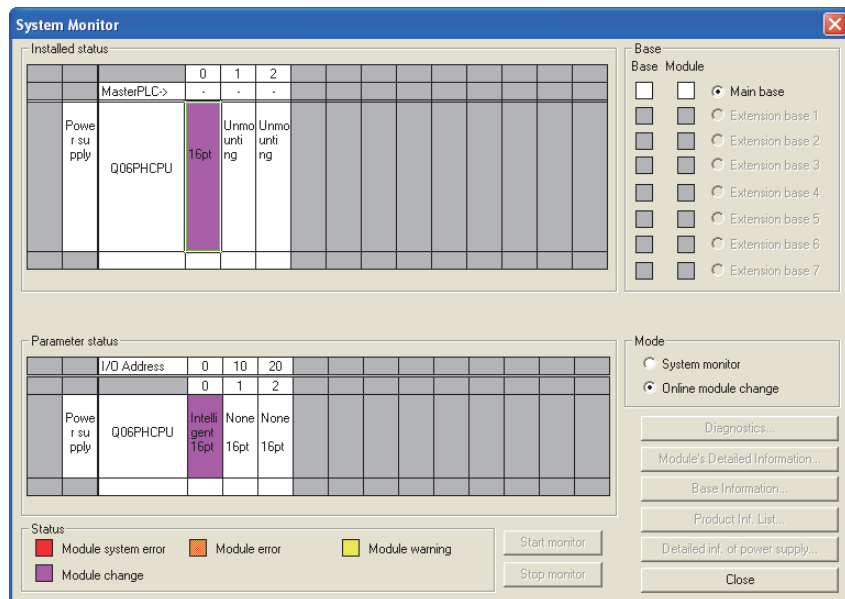 System Monitor
Installed status
0 1 2
MasterPLC-> - - -
Powe
r su
pply
Q06PHCPU
16pt
Unmo
unti
ng
Unmo
unti
ng
Base
Base Module
Main base
Extension base 1
Extension base 2
Extension base 3
Extension base 4
Extension base 5
Extension base 6
Extension base 7
Parameter status
I/O Address 0 10 20
0 1 2
Powe
r su
pply
Q06PHCPU
Intelli
gent
16pt
None
16pt
None
16pt
Mode
System monitor
Online module change
Diagnostics...
Module's Detailed Information...
Base Information...
Product Inf. List...
Detailed inf. of power supply...
Close
Status
Module system error
Module error
Module warning
Module change
Start monitor
Stop monitor